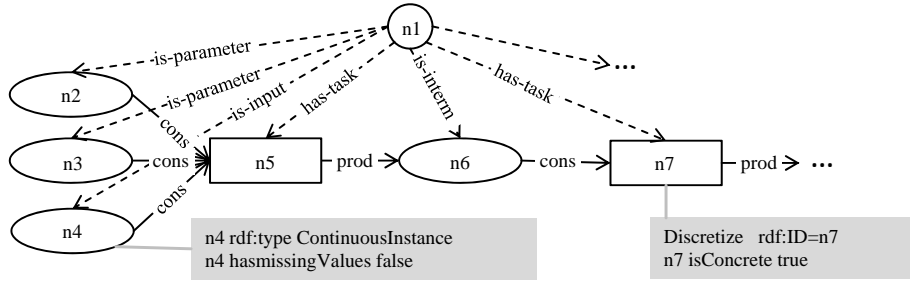 n1
is-parameter
...
n2
is-parameter
is-input
has-task
is-interm
has-task
cons
n3
cons
n5
prod
n6
cons
n7
prod
...
cons
n4
n4 rdf:type ContinuousInstance
n4 hasmissingValues false
Discretize rdf:ID=n7
n7 isConcrete true